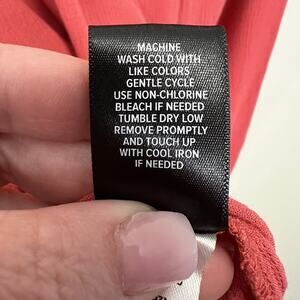 MACHINE
WASH COLD WITH
LIKE COLORS
GENTLE CYCLE
USE NON-CHLORINE
BLEACH IF NEEDED
TUMBLE DRY LOW
REMOVE PROMPTLY
AND TOUCH UP
WITH COOL IRON
IF NEEDED